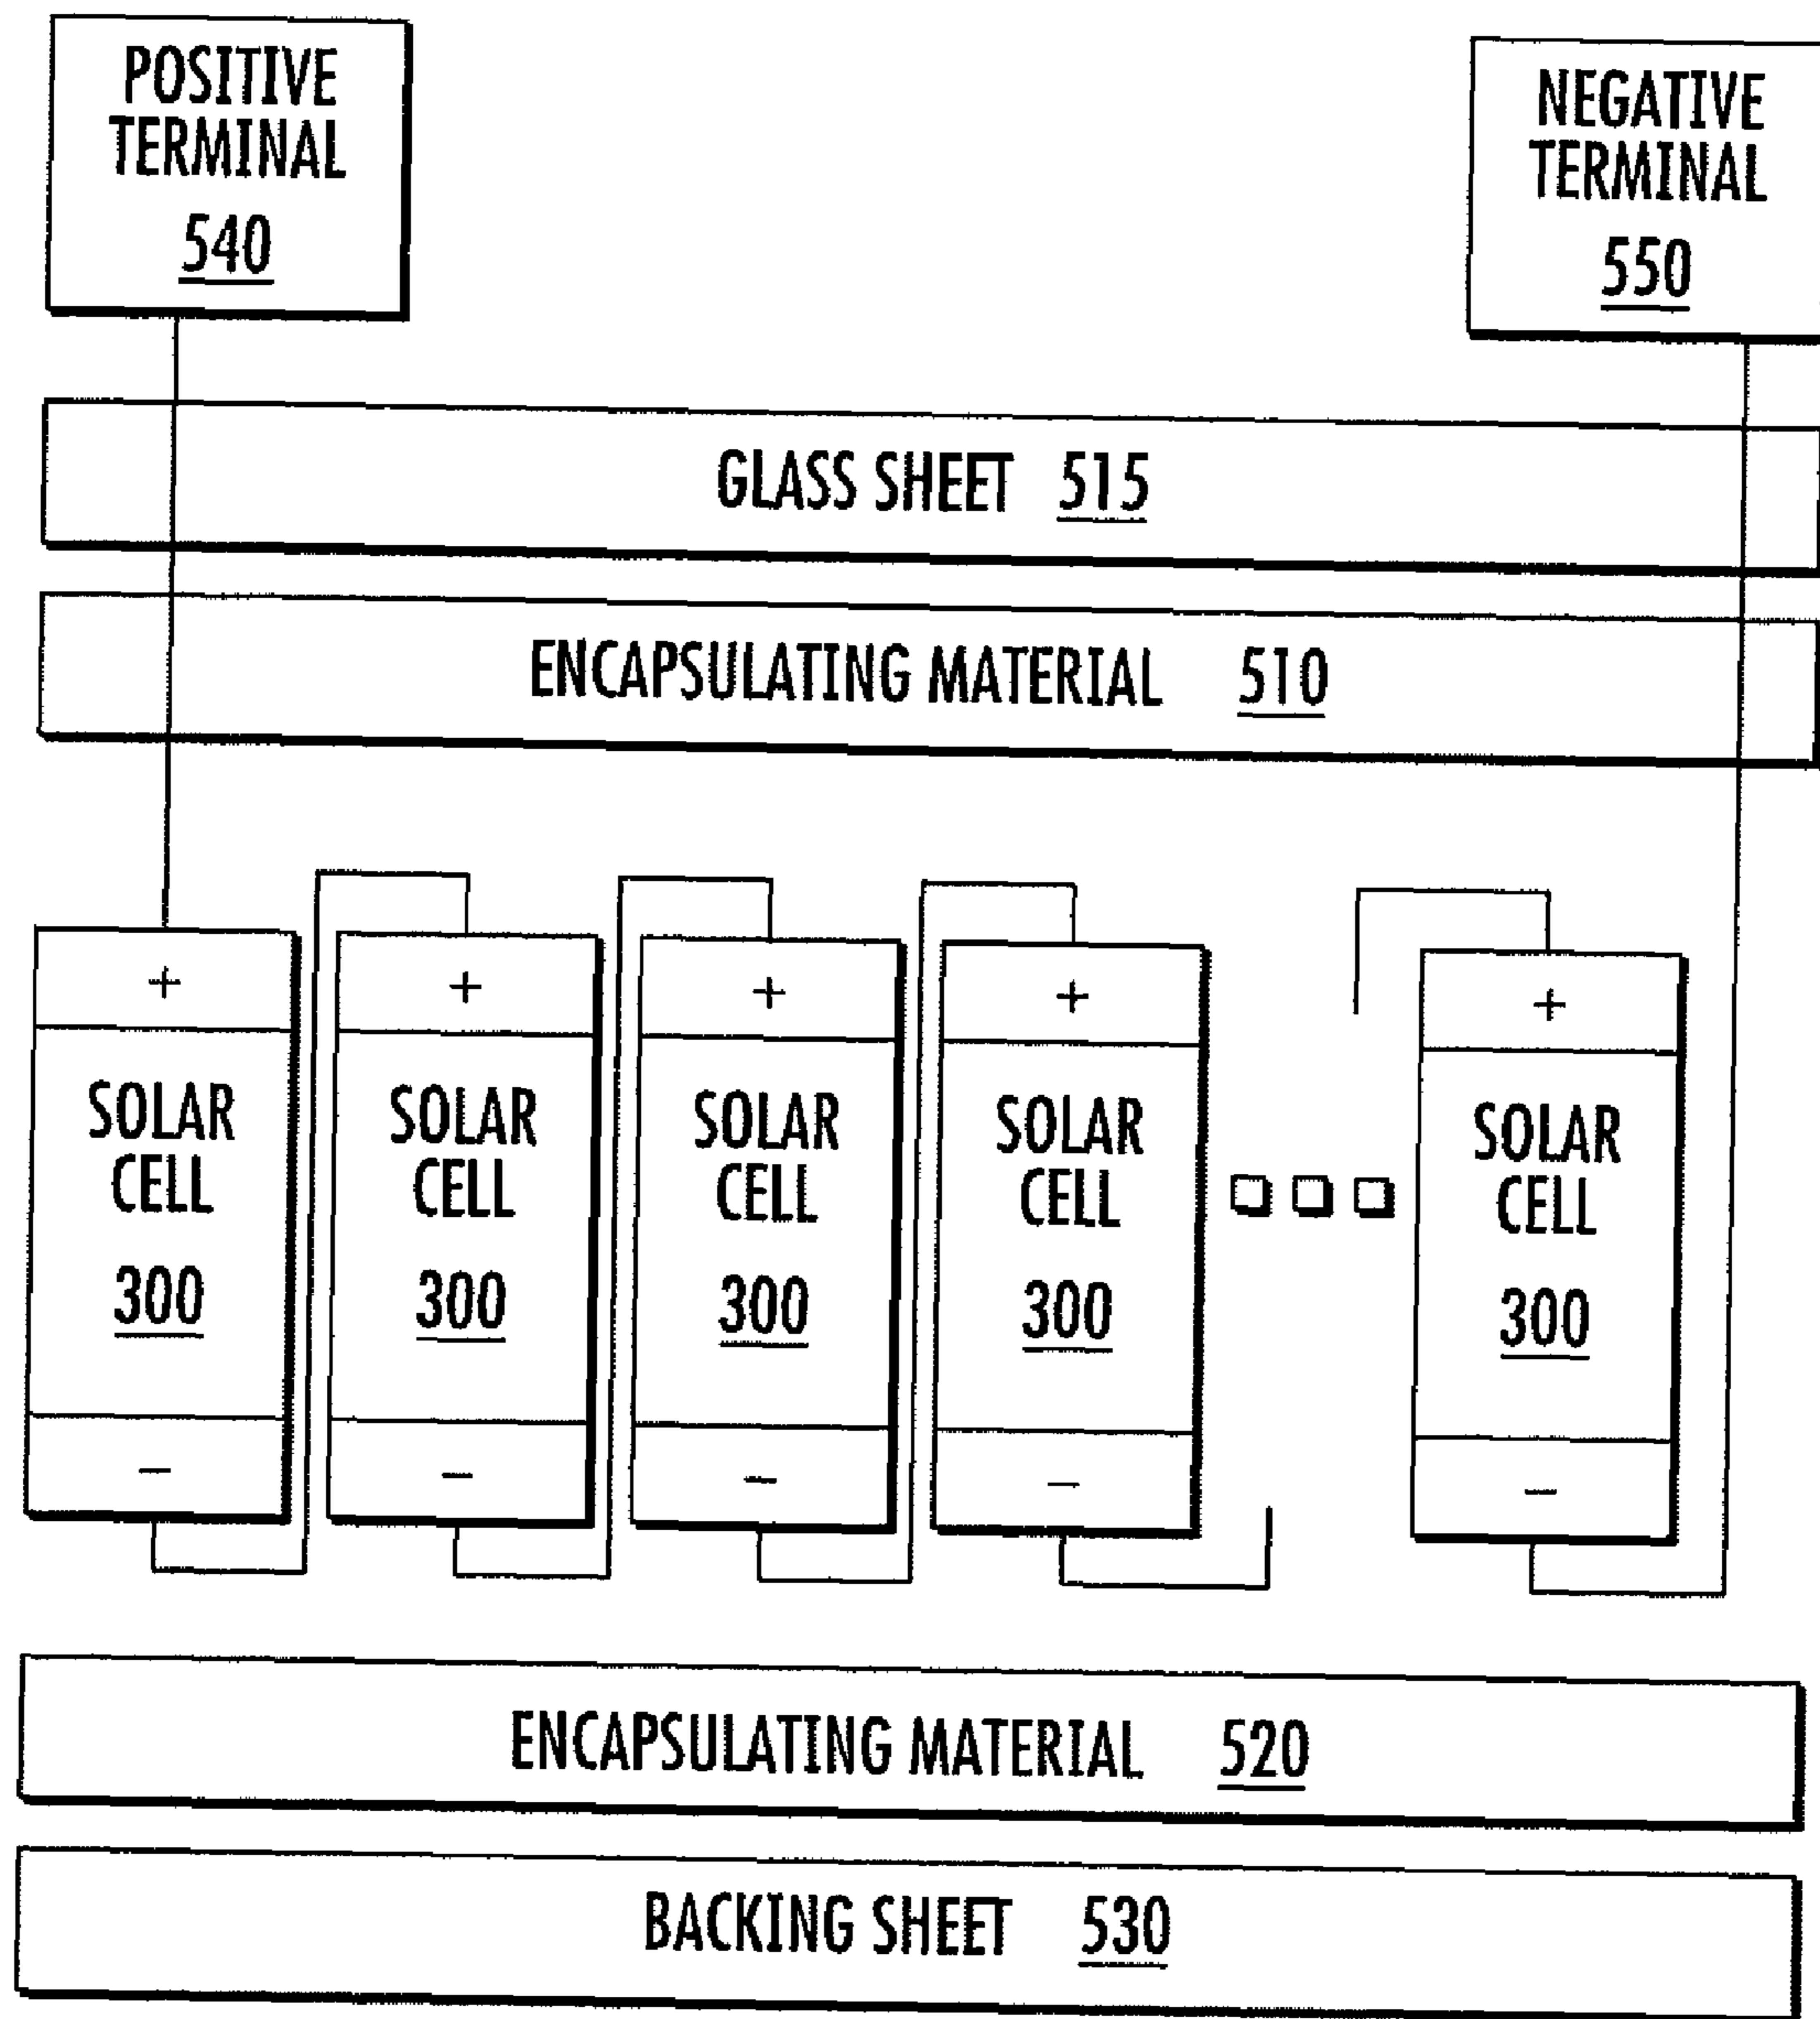 POSITIVE
TERMINAL
540
NEGATIVE
TERMINAL
550
GLASS SHEET 515
ENCAPSULATING MATERIAL 510
+ + + + +
SOLAR
CELL
300
SOLAR
CELL
300
SOLAR
CELL
300
SOLAR
CELL
300
SOLAR
CELL
300
− − − − −
ENCAPSULATING MATERIAL 520
BACKING SHEET 530